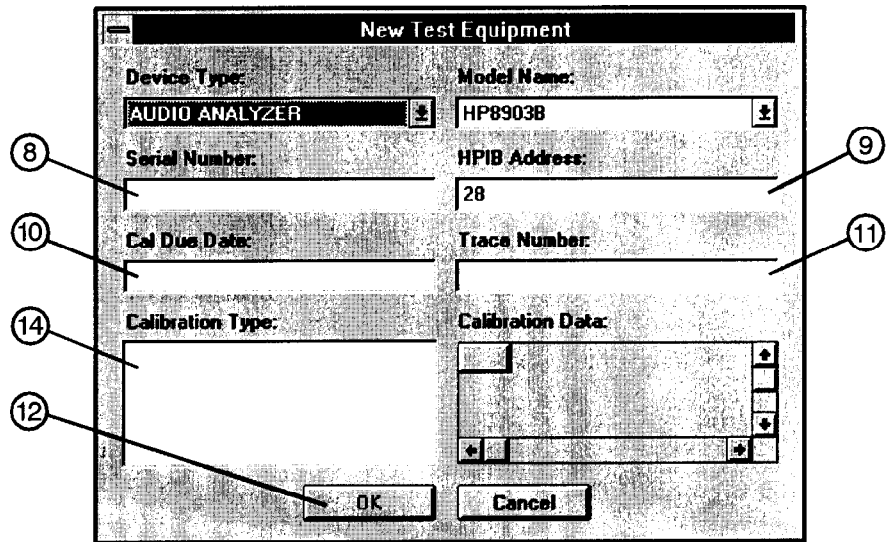 New Test Equipment
Device Type: Model Name:
AUDIO ANALYZER HP8903B
8 Serial Number: HPIB Address: 9
28
10 Cal Due Date: Trace Number: 11
14 Calibration Type: Calibration Data:
12 OK Cancel